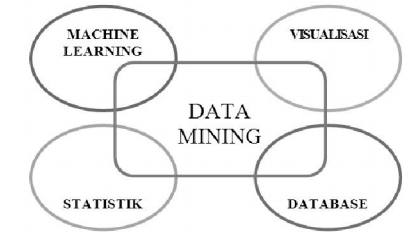 MACHINE
LEARNING
VISUALISASI
DATA
MINING
STATISTIK
DATABASE